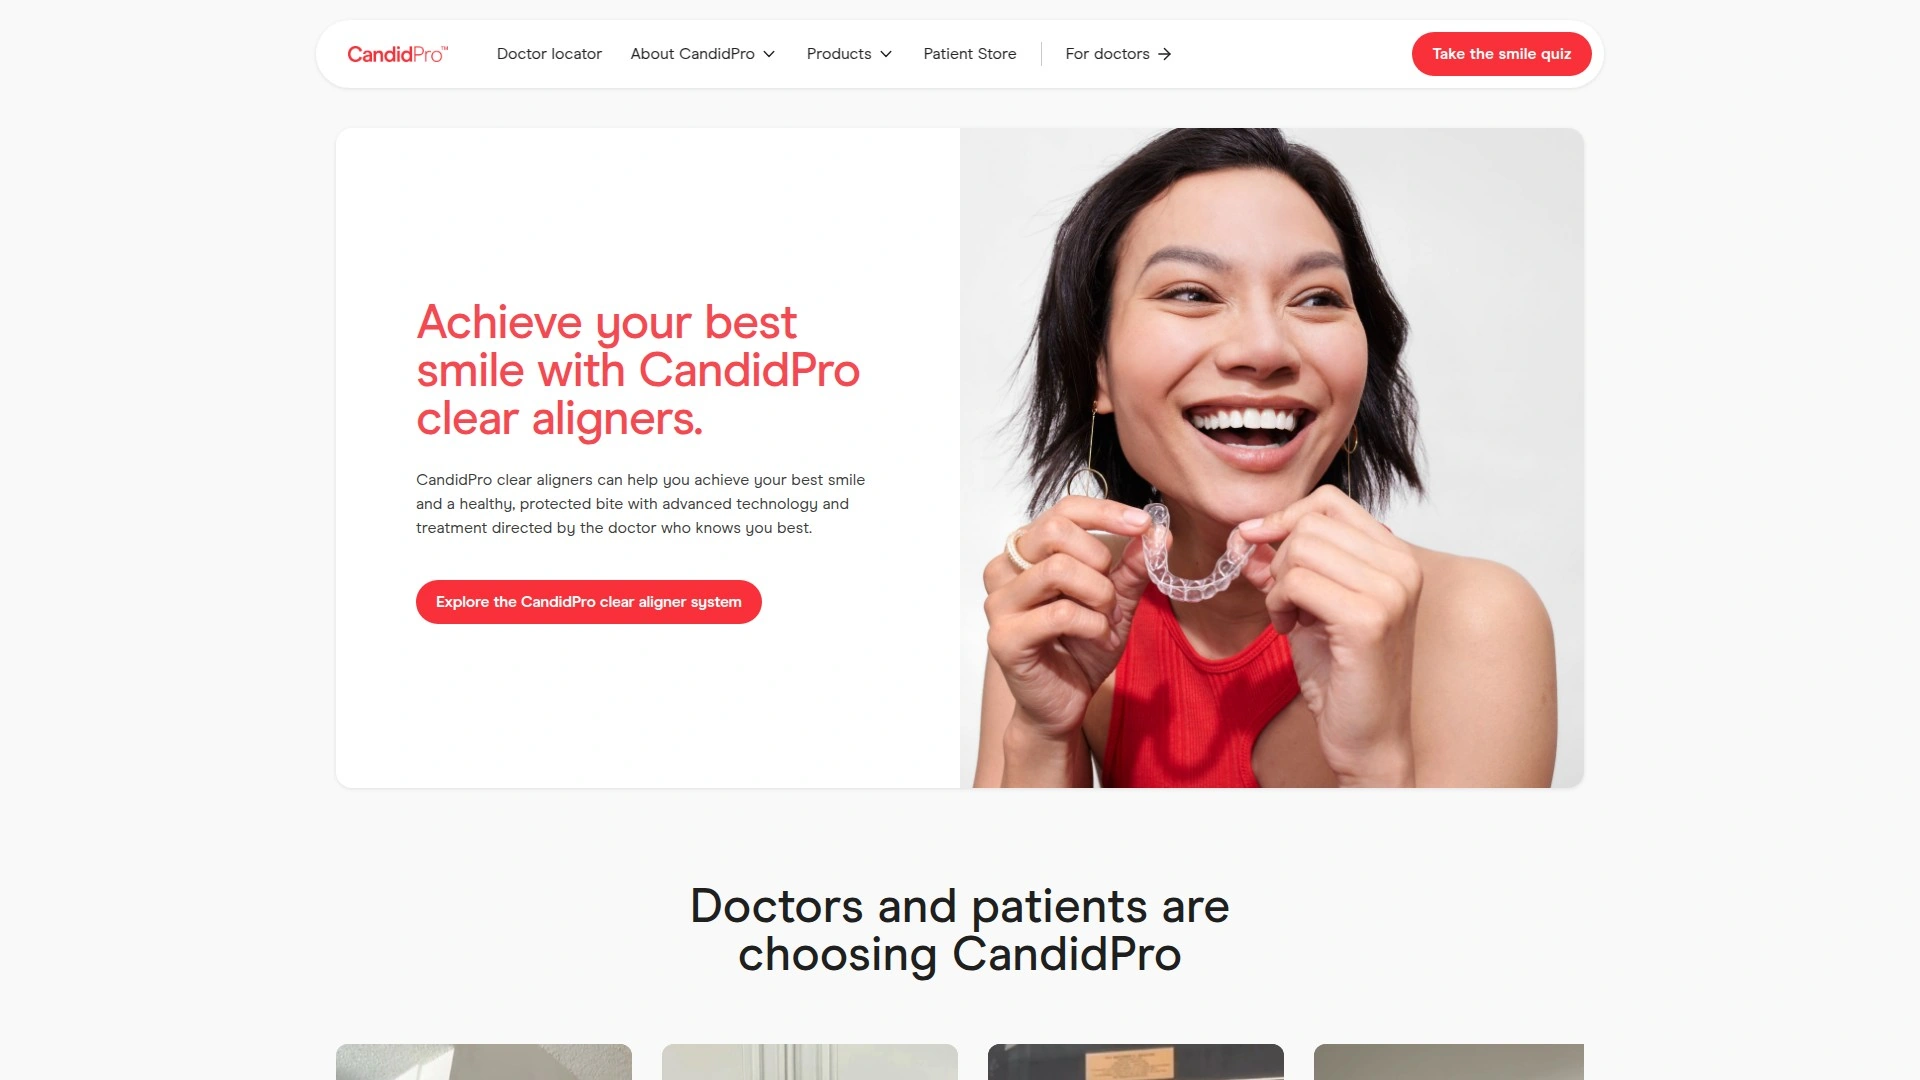 CandidPro™
Doctor locator
About CandidPro
Products
Patient Store
For doctors
Take the smile quiz
Achieve your best
smile with CandidPro
clear aligners.
CandidPro clear aligners can help you achieve your best smile
and a healthy, protected bite with advanced technology and
treatment directed by the doctor who knows you best.
Explore the CandidPro clear aligner system
Doctors and patients are
choosing CandidPro